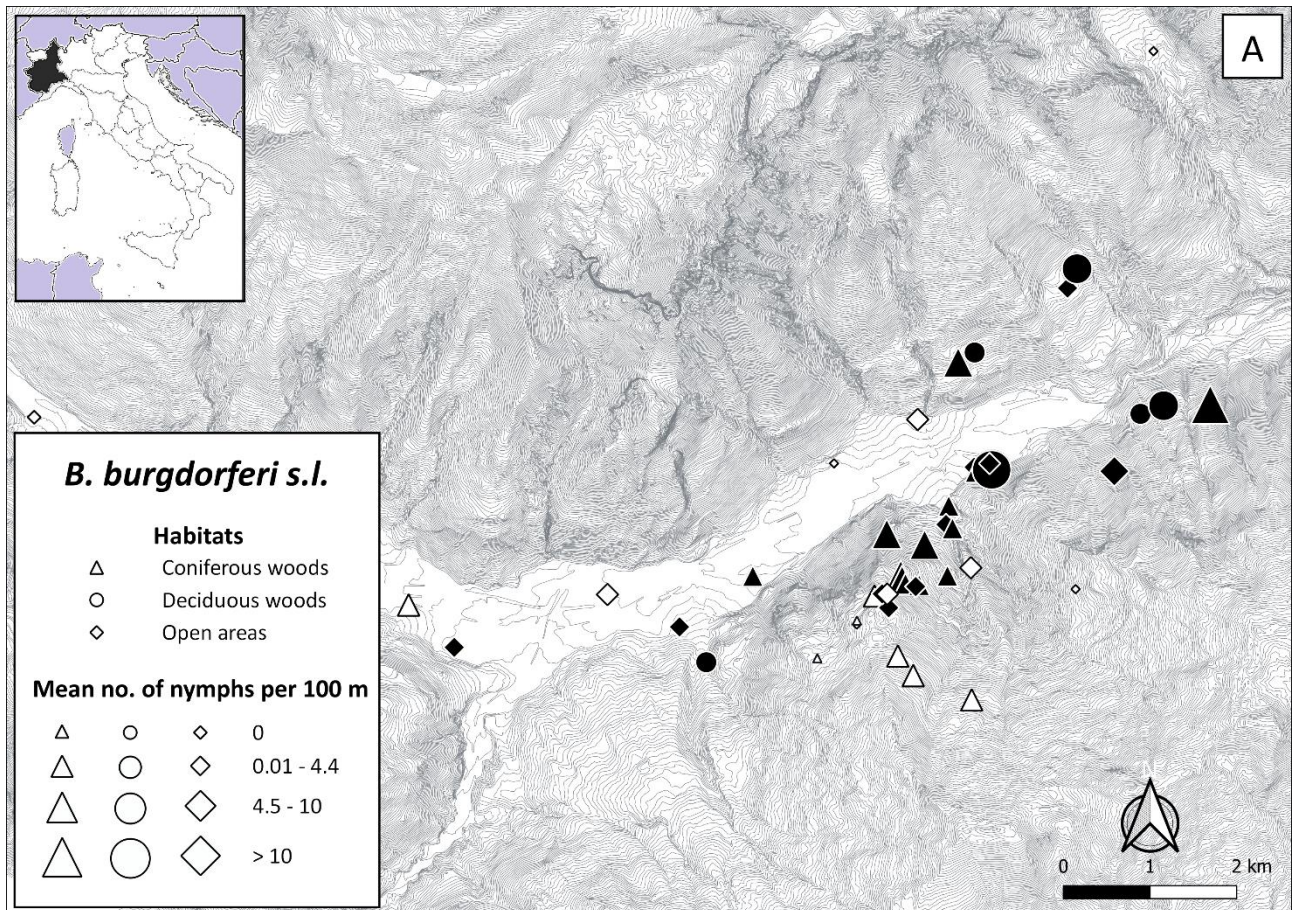 A
B. burgdorferi s.l.
Habitats
Coniferous woods
Deciduous woods
Open areas
Mean no. of nymphs per 100 m
0
0.01 - 4.4
4.5 - 10
> 10
0 1 2 km